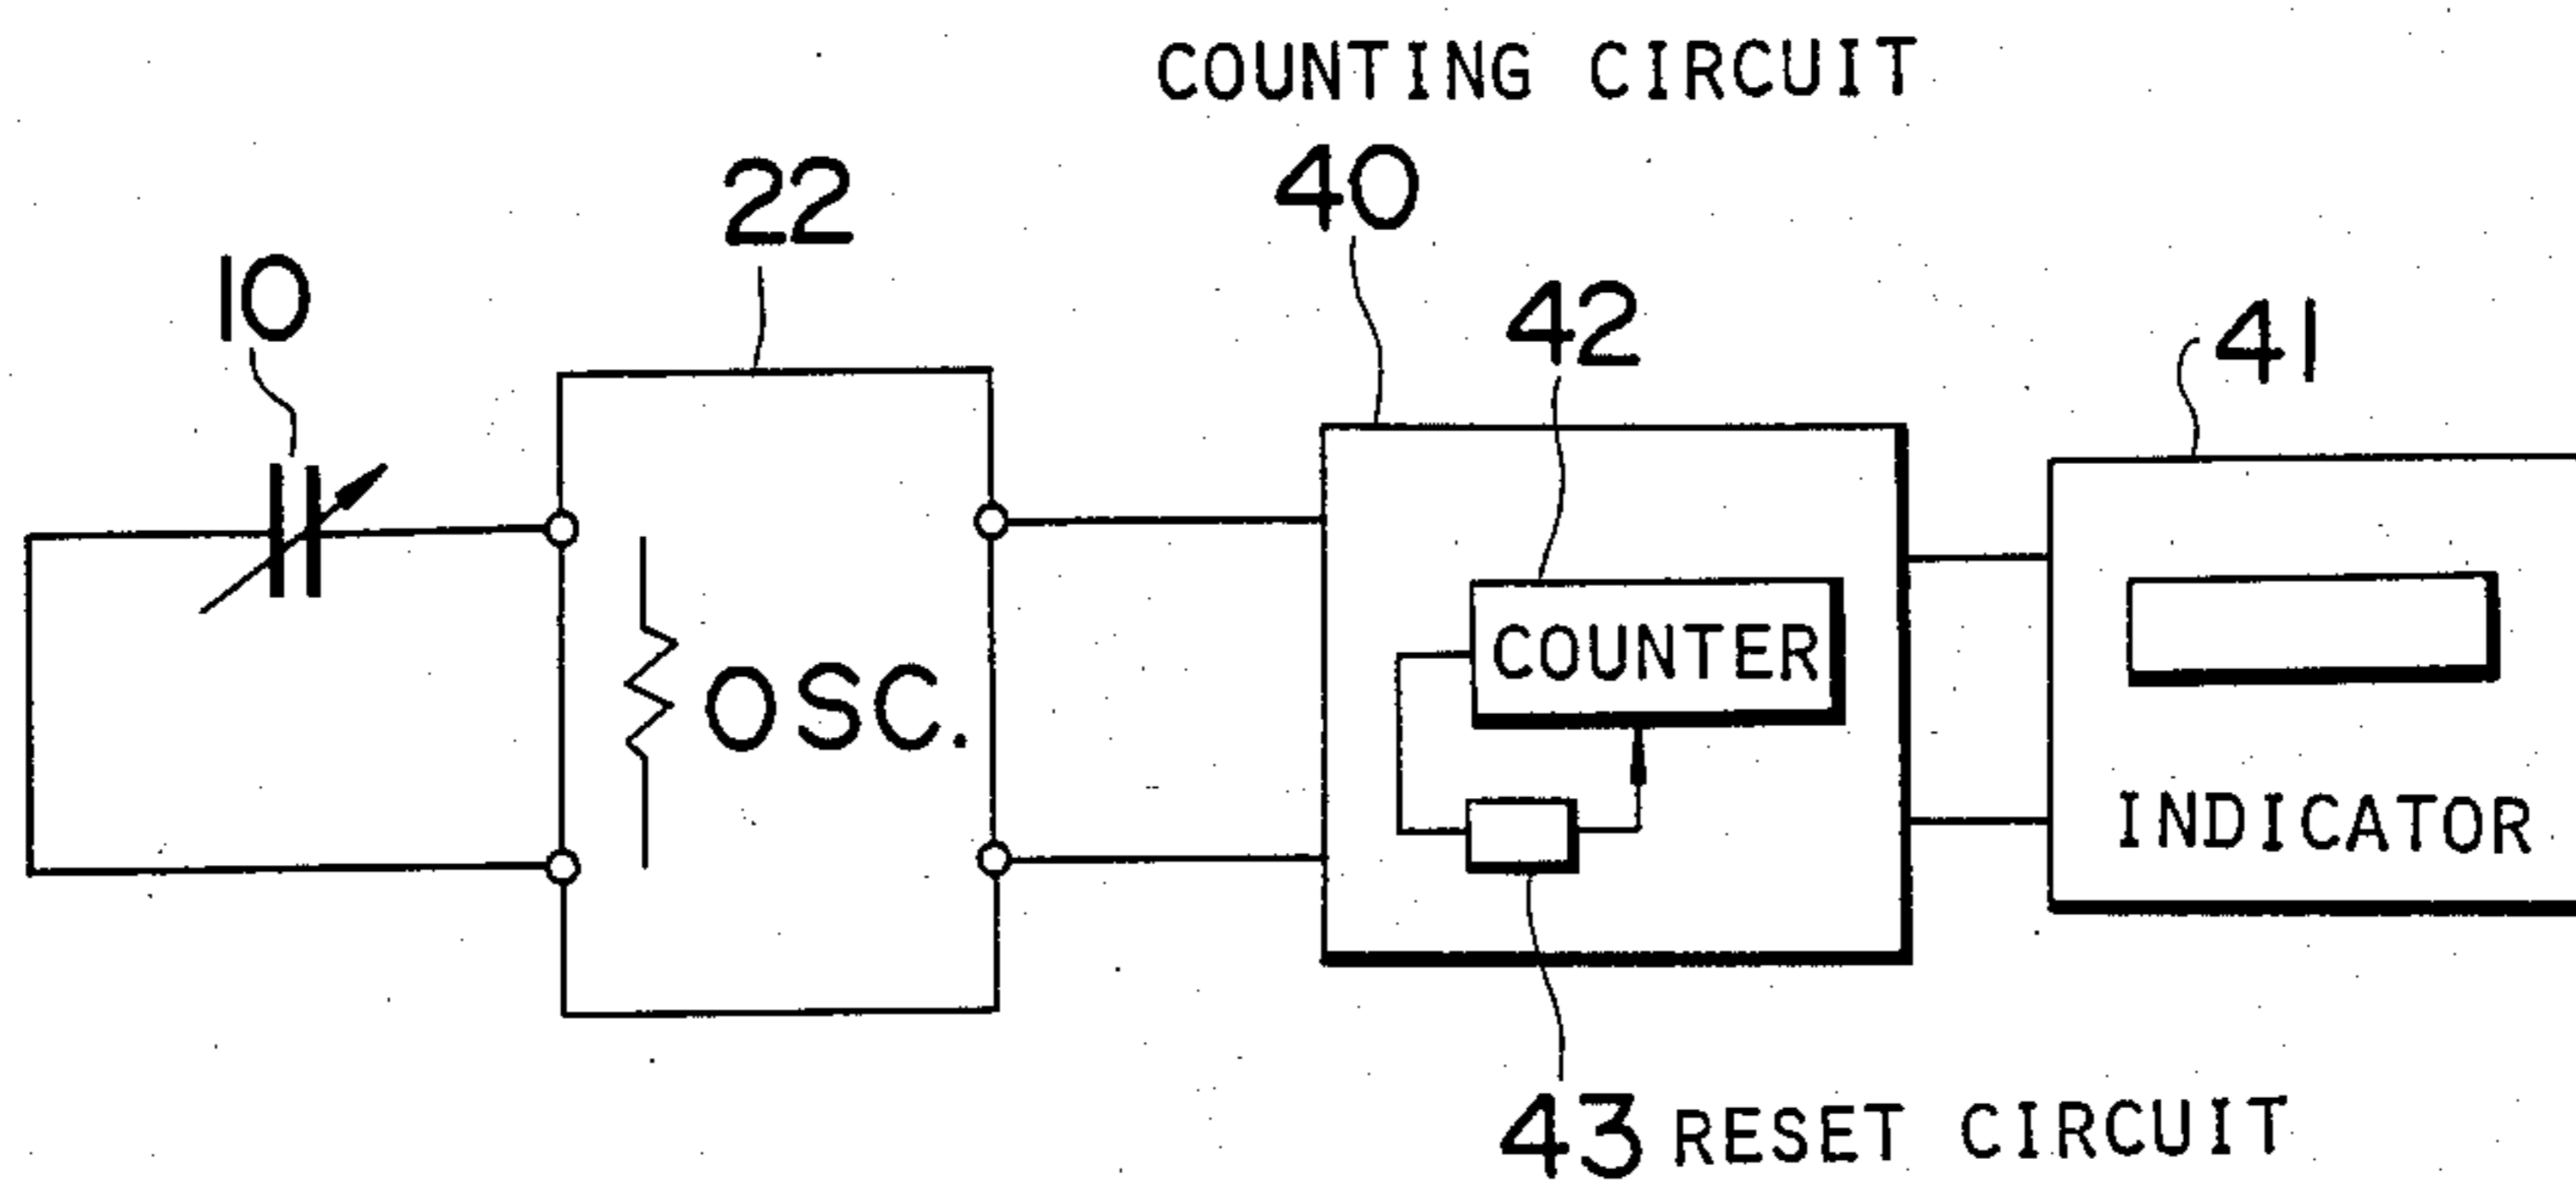 COUNTING CIRCUIT
40
22
10
42
41
COUNTER
OSC.
INDICATOR
43 RESET CIRCUIT